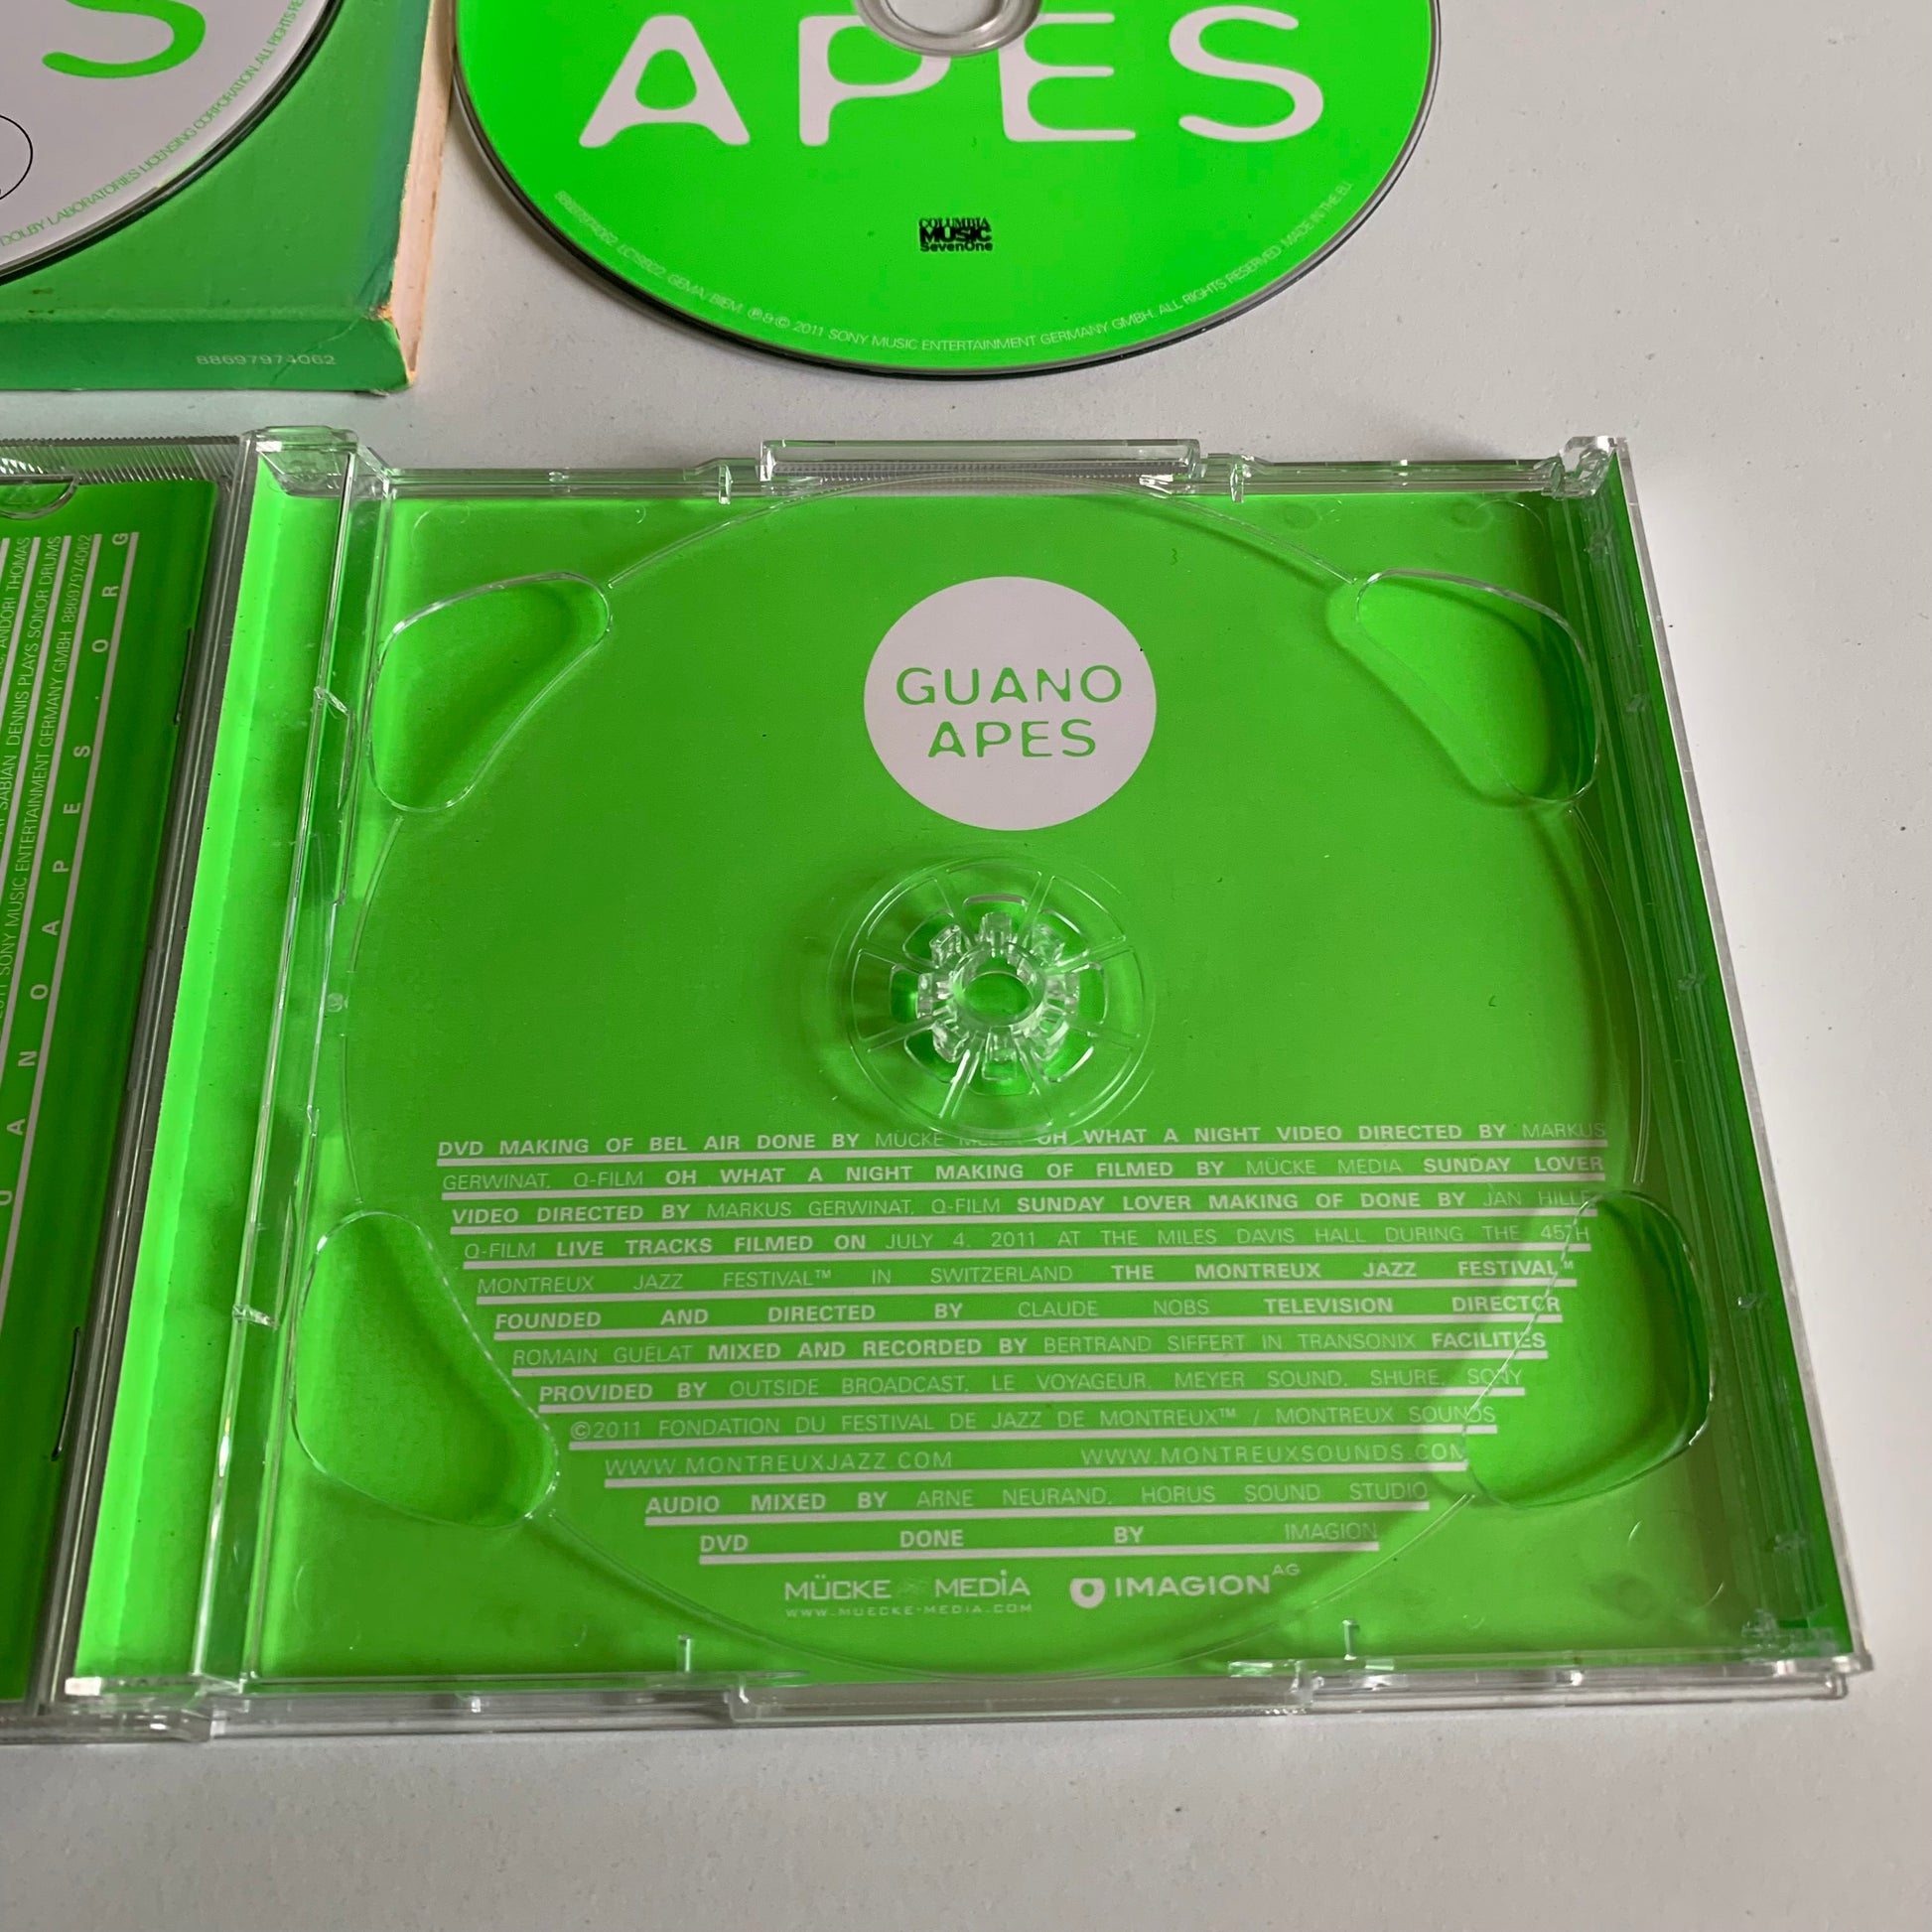 S
DOLBY LABORATORIES LICENSING CORPORATION. ALL RIGHTS
88697974062
APES
COLUMBIA
MUSIC
SevenOne
88697974062. LC19922. GEMA/BIEM. ℗&© 2011 SONY MUSIC ENTERTAINMENT GERMANY GMBH. ALL RIGHTS RESERVED. MADE IN THE EU.
ANDORI THOMAS
SABIAN DENNIS PLAYS SONOR DRUMS
2011 SONY MUSIC ENTERTAINMENT GERMANY GMBH 88697974062
U A N O A P E S . O R G
GUANO
APES
DVD MAKING OF BEL AIR DONE BY MÜCKE OH WHAT A NIGHT VIDEO DIRECTED BY MARKUS
GERWINAT, Q-FILM OH WHAT A NIGHT MAKING OF FILMED BY MÜCKE MEDIA SUNDAY LOVER
VIDEO DIRECTED BY MARKUS GERWINAT, Q-FILM SUNDAY LOVER MAKING OF DONE BY JAN
Q-FILM LIVE TRACKS FILMED ON JULY 4, 2011 AT THE MILES DAVIS HALL DURING THE 45TH
MONTREUX JAZZ FESTIVAL™ IN SWITZERLAND THE MONTREUX JAZZ FESTIVAL™
FOUNDED AND DIRECTED BY CLAUDE NOBS TELEVISION DIRECTOR
ROMAIN GUÉLAT MIXED AND RECORDED BY BERTRAND SIFFERT IN TRANSONIX FACILITIES
PROVIDED BY OUTSIDE BROADCAST, LE VOYAGEUR, MEYER SOUND, SHURE, SONY
©2011 FONDATION DU FESTIVAL DE JAZZ DE MONTREUX™ / MONTREUX SOUNDS
WWW.MONTREUXJAZZ.COM WWW.MONTREUXSOUNDS.COM
AUDIO MIXED BY ARNE NEURAND, HORUS SOUND STUDIO
DVD DONE BY IMAGION
MÜCKE MEDIA IMAGION AG
WWW.MUECKE-MEDIA.COM